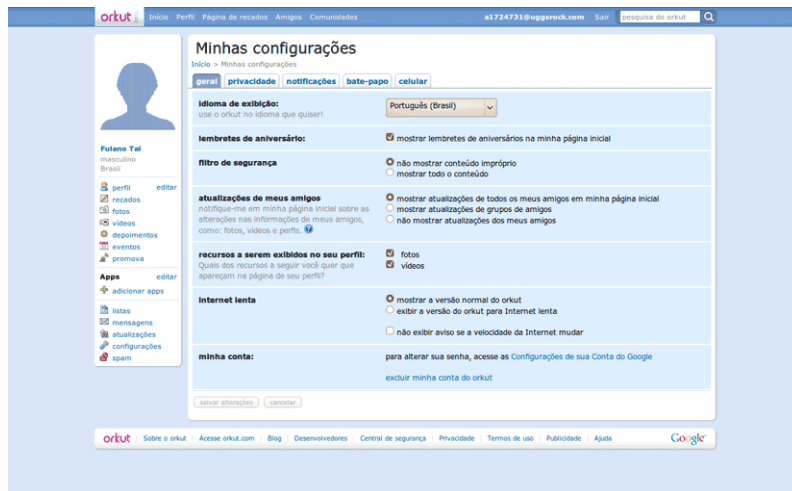 orkut Início Perfil Página de recados Amigos Comunidades a1724731@uggsrock.com Sair pesquisa do orkut
Minhas configurações
Início > Minhas configurações
geral privacidade notificações bate-papo celular
idioma de exibição:
use o orkut no idioma que quiser!
Português (Brasil)
lembretes de aniversário:
mostrar lembretes de aniversários na minha página inicial
filtro de segurança
não mostrar conteúdo impróprio
mostrar todo o conteúdo
atualizações de meus amigos
notifique-me em minha página inicial sobre as
alterações nas informações de meus amigos,
como: fotos, vídeos e perfis.
mostrar atualizações de todos os meus amigos em minha página inicial
mostrar atualizações de grupos de amigos
não mostrar atualizações dos meus amigos
recursos a serem exibidos no seu perfil:
Quais dos recursos a seguir você quer que
apareçam na página de seu perfil?
fotos
vídeos
internet lenta
mostrar a versão normal do orkut
exibir a versão do orkut para Internet lenta
não exibir aviso se a velocidade da Internet mudar
minha conta:
para alterar sua senha, acesse as Configurações de sua Conta do Google
excluir minha conta do orkut
salvar alterações cancelar
Fulano Tal
masculino
Brasil
perfil editar
recados
fotos
vídeos
depoimentos
eventos
promova
Apps editar
adicionar apps
listas
mensagens
atualizações
configurações
spam
orkut Sobre o orkut Acesse orkut.com Blog Desenvolvedores Central de segurança Privacidade Termos de uso Publicidade Ajuda Google